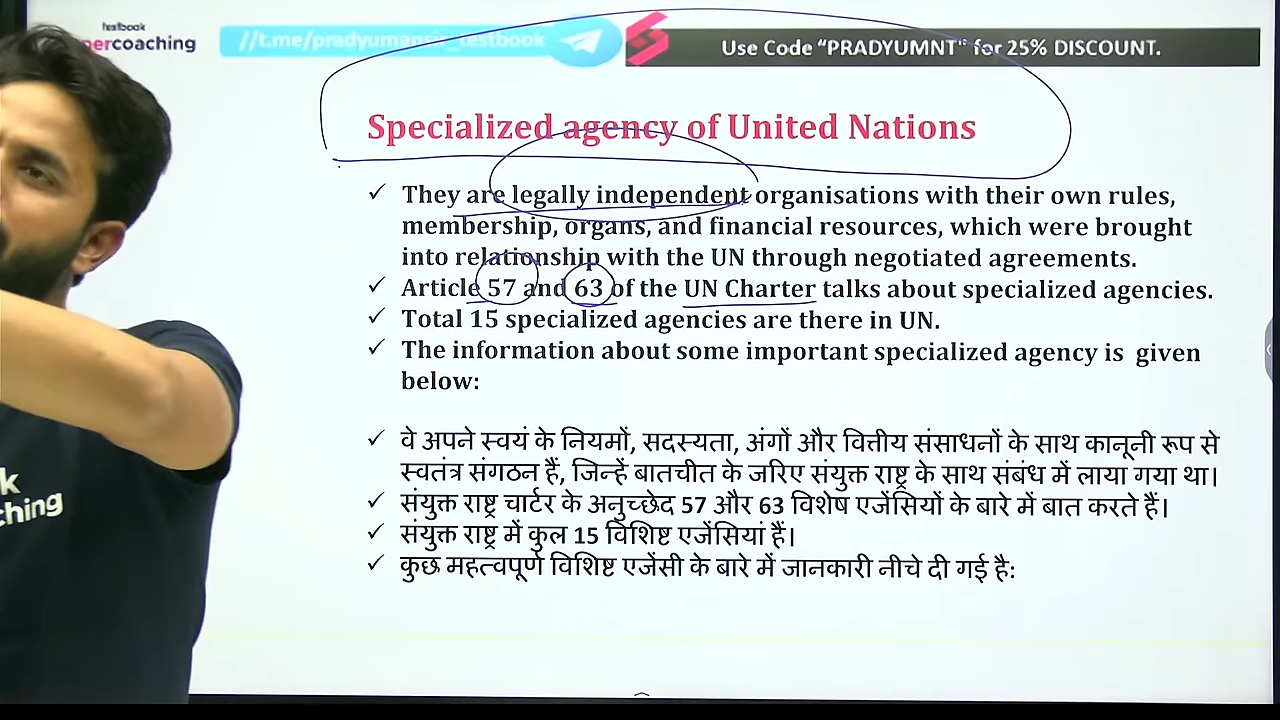 testbook
percoaching
//t.me/pradyumansir_testbook
Use Code “PRADYUMNT” for 25% DISCOUNT.
Specialized agency of United Nations
✓ They are legally independent organisations with their own rules,
membership, organs, and financial resources, which were brought
into relationship with the UN through negotiated agreements.
✓ Article 57 and 63 of the UN Charter talks about specialized agencies.
✓ Total 15 specialized agencies are there in UN.
✓ The information about some important specialized agency is given
below:
✓ वे अपने स्वयं के नियमों, सदस्यता, अंगों और वित्तीय संसाधनों के साथ कानूनी रूप से
स्वतंत्र संगठन हैं, जिन्हें बातचीत के जरिए संयुक्त राष्ट्र के साथ संबंध में लाया गया था।
✓ संयुक्त राष्ट्र चार्टर के अनुच्छेद 57 और 63 विशेष एजेंसियों के बारे में बात करते हैं।
✓ संयुक्त राष्ट्र में कुल 15 विशिष्ट एजेंसियां हैं।
✓ कुछ महत्वपूर्ण विशिष्ट एजेंसी के बारे में जानकारी नीचे दी गई है:
k
ching